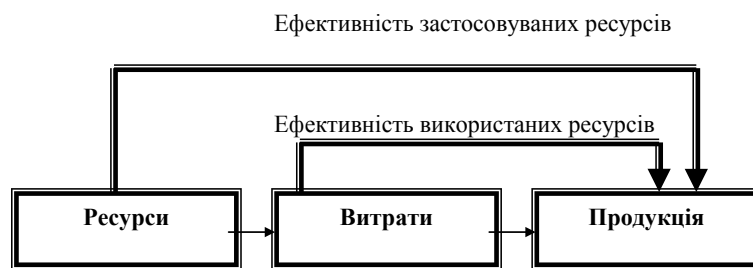 Ефективність застосовуваних ресурсів
Ефективність використаних ресурсів
Ресурси
Витрати
Продукція